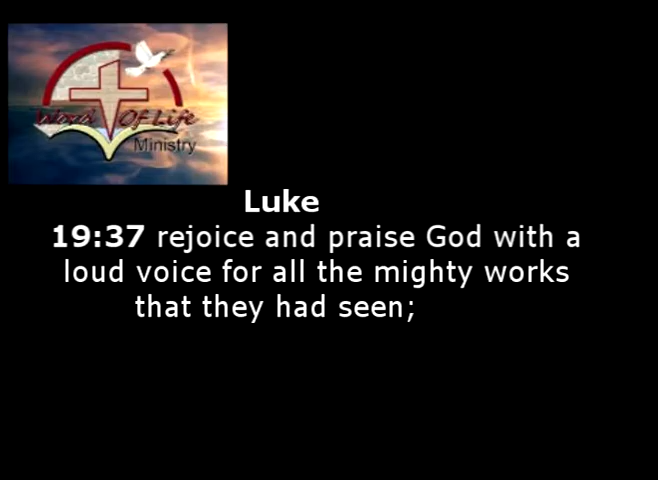 Word Of Life
Ministry
Luke
19:37 rejoice and praise God with a
loud voice for all the mighty works
that they had seen;